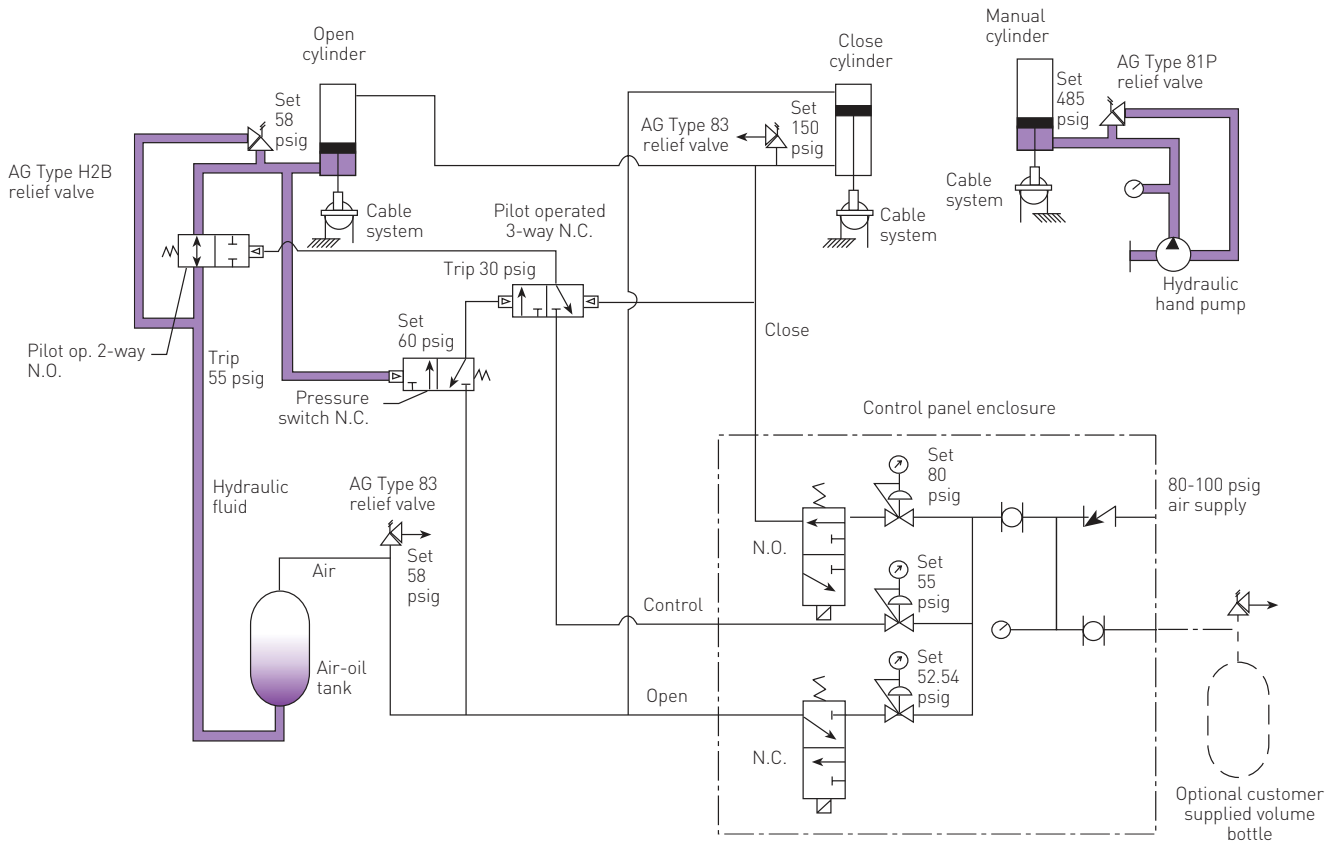 Open
cylinder
Set
58
psig
AG Type H2B
relief valve
Cable
system
Pilot operated
3-way N.C.
Trip 30 psig
Close
cylinder
AG Type 83
relief valve
Set
150
psig
Cable
system
Manual
cylinder
Set
485
psig
AG Type 81P
relief valve
Cable
system
Hydraulic
hand pump
Pilot op. 2-way
N.O.
Trip
55 psig
Set
60 psig
Pressure
switch N.C.
Close
Control panel enclosure
Hydraulic
fluid
AG Type 83
relief valve
Set
58
psig
Air
Air-oil
tank
Set
80
psig
N.O.
80-100 psig
air supply
Set
55
psig
Control
Set
52.54
psig
Open
N.C.
Optional customer
supplied volume
bottle